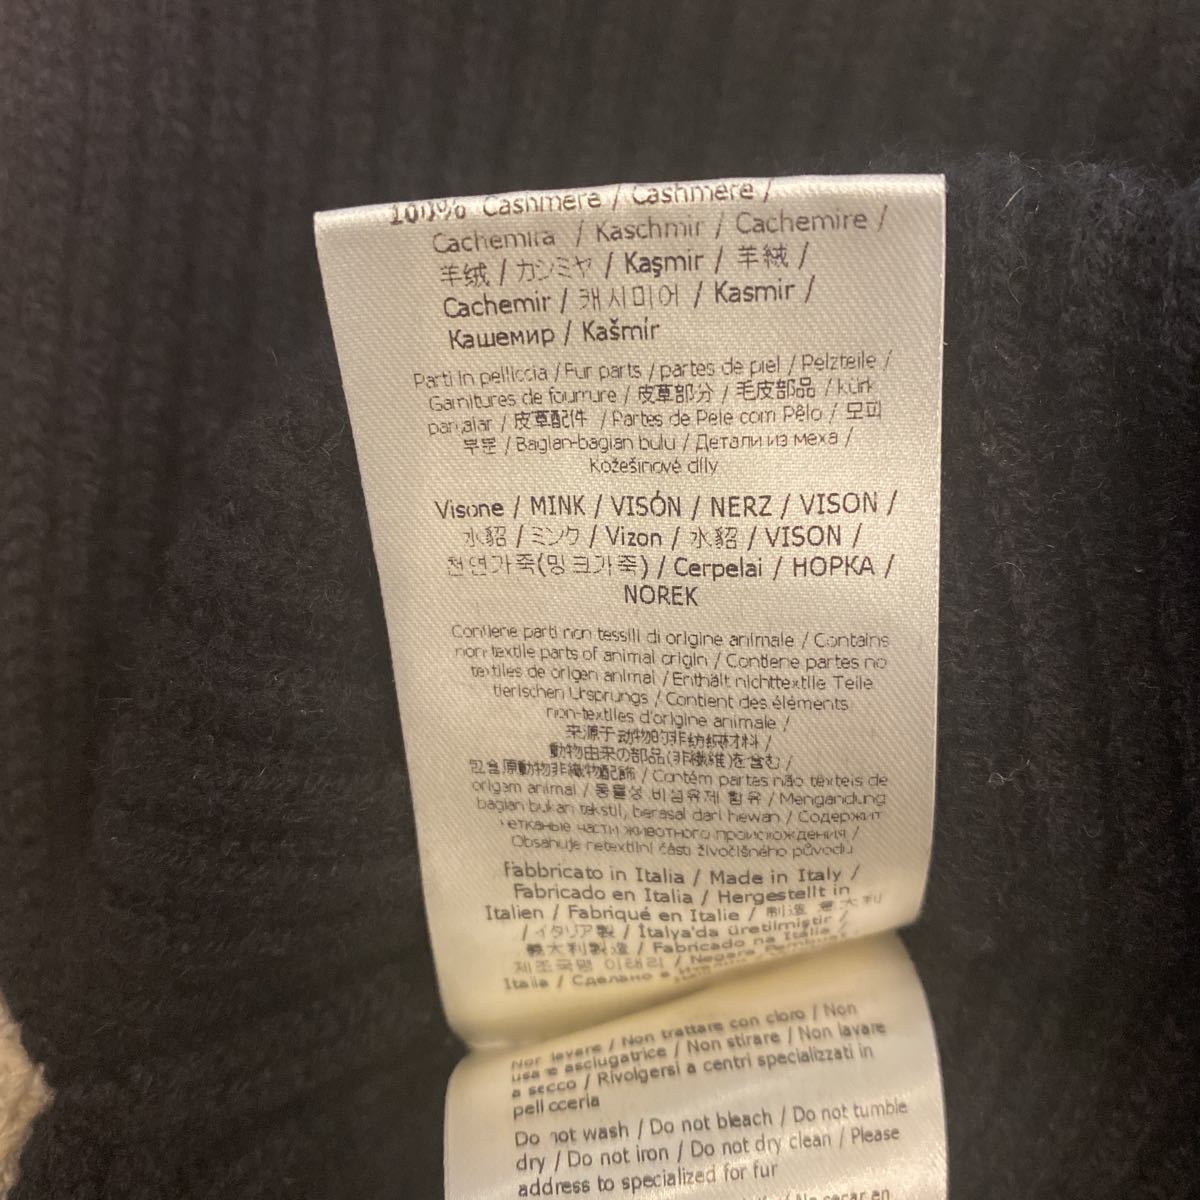 100% Cashmere / Cashmere /
Cachemira / Kaschmir / Cachemire /
羊绒 / カシミヤ / Kaşmir / 羊絨 /
Cachemir / 캐시미어 / Kasmir /
Кашемир / Kašmír
Parti in pelliccia / Fur parts / partes de piel / Pelzteile /
Garnitures de fourrure / 皮草部分 / 毛皮部品 / kürk
parçalar / 皮草配件 / Partes de Pele com Pêlo / 모피
부분 / Bagian-bagian bulu / Детали из меха /
Kožešinové díly
Visone / MINK / VISÓN / NERZ / VISON /
水貂 / ミンク / Vizon / 水貂 / VISON /
천연가죽(밍크가죽) / Cerpelai / НОРКА /
NOREK
Contiene parti non tessili di origine animale / Contains
non-textile parts of animal origin / Contiene partes no
textiles de origen animal / Enthält nichttextile Teile
tierischen Ursprungs / Contient des éléments
non-textiles d'origine animale /
来源于动物的非纺织材料 /
動物由来の部品(非繊維)を含む /
包含原動物非織物配飾 / Contém partes não têxteis de
origem animal / 동물성 비섬유제 함유 / Mengandung
bagian bukan tekstil, berasal dari hewan / Содержит
нетканые части животного происхождения /
Obsahuje netextilní části živočišného původu
Fabbricato in Italia / Made in Italy /
Fabricado en Italia / Hergestellt in
Italien / Fabriqué en Italie / 制造 意大利
/ イタリア製 / İtalya'da üretilmiştir /
義大利製造 / Fabricado na Itália /
제조국명 이태리 / Negara Pembuat
Italia / Сделано в
Non lavare / Non trattare con cloro / Non
usare asciugatrice / Non stirare / Non lavare
a secco / Rivolgersi a centri specializzati in
pellicceria
Do not wash / Do not bleach / Do not tumble
dry / Do not iron / Do not dry clean / Please
address to specialized for fur